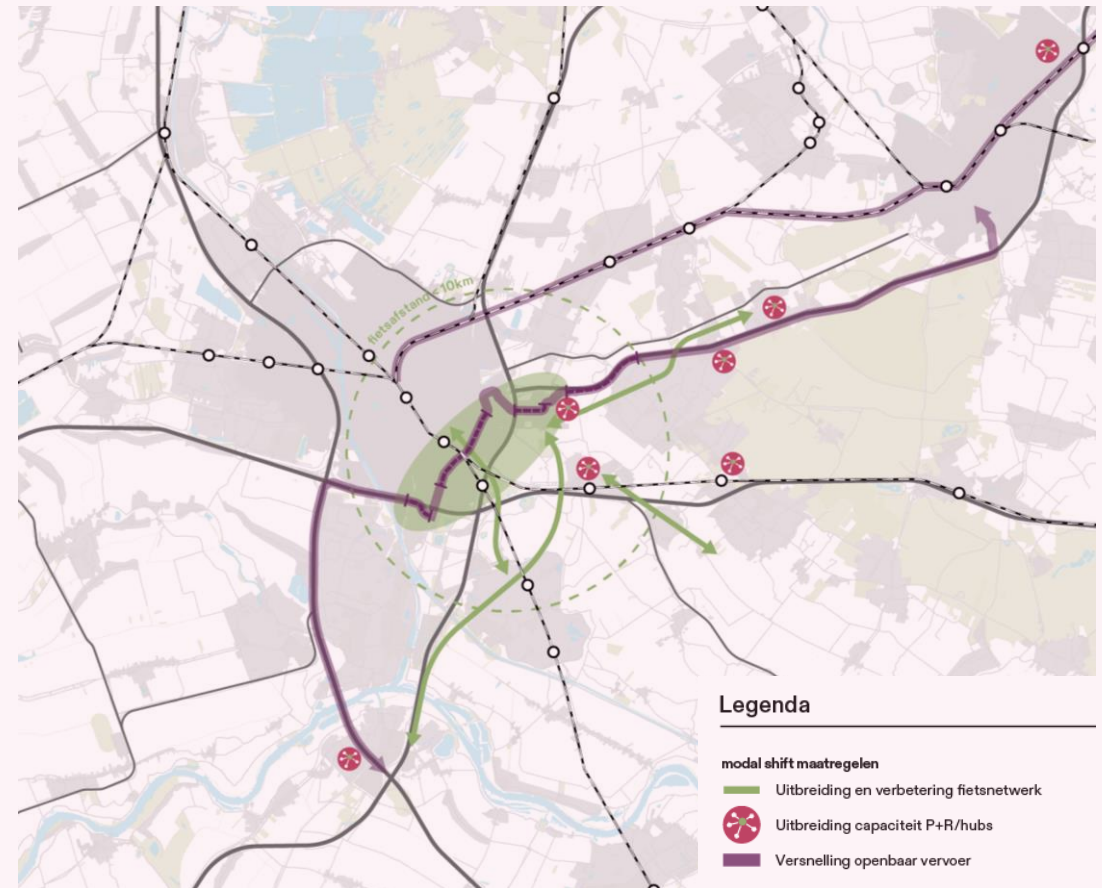 fietsafstand <10km
Legenda
modal shift maatregelen
Uitbreiding en verbetering fietsnetwerk
Uitbreiding capaciteit P+R/hubs
Versnelling openbaar vervoer